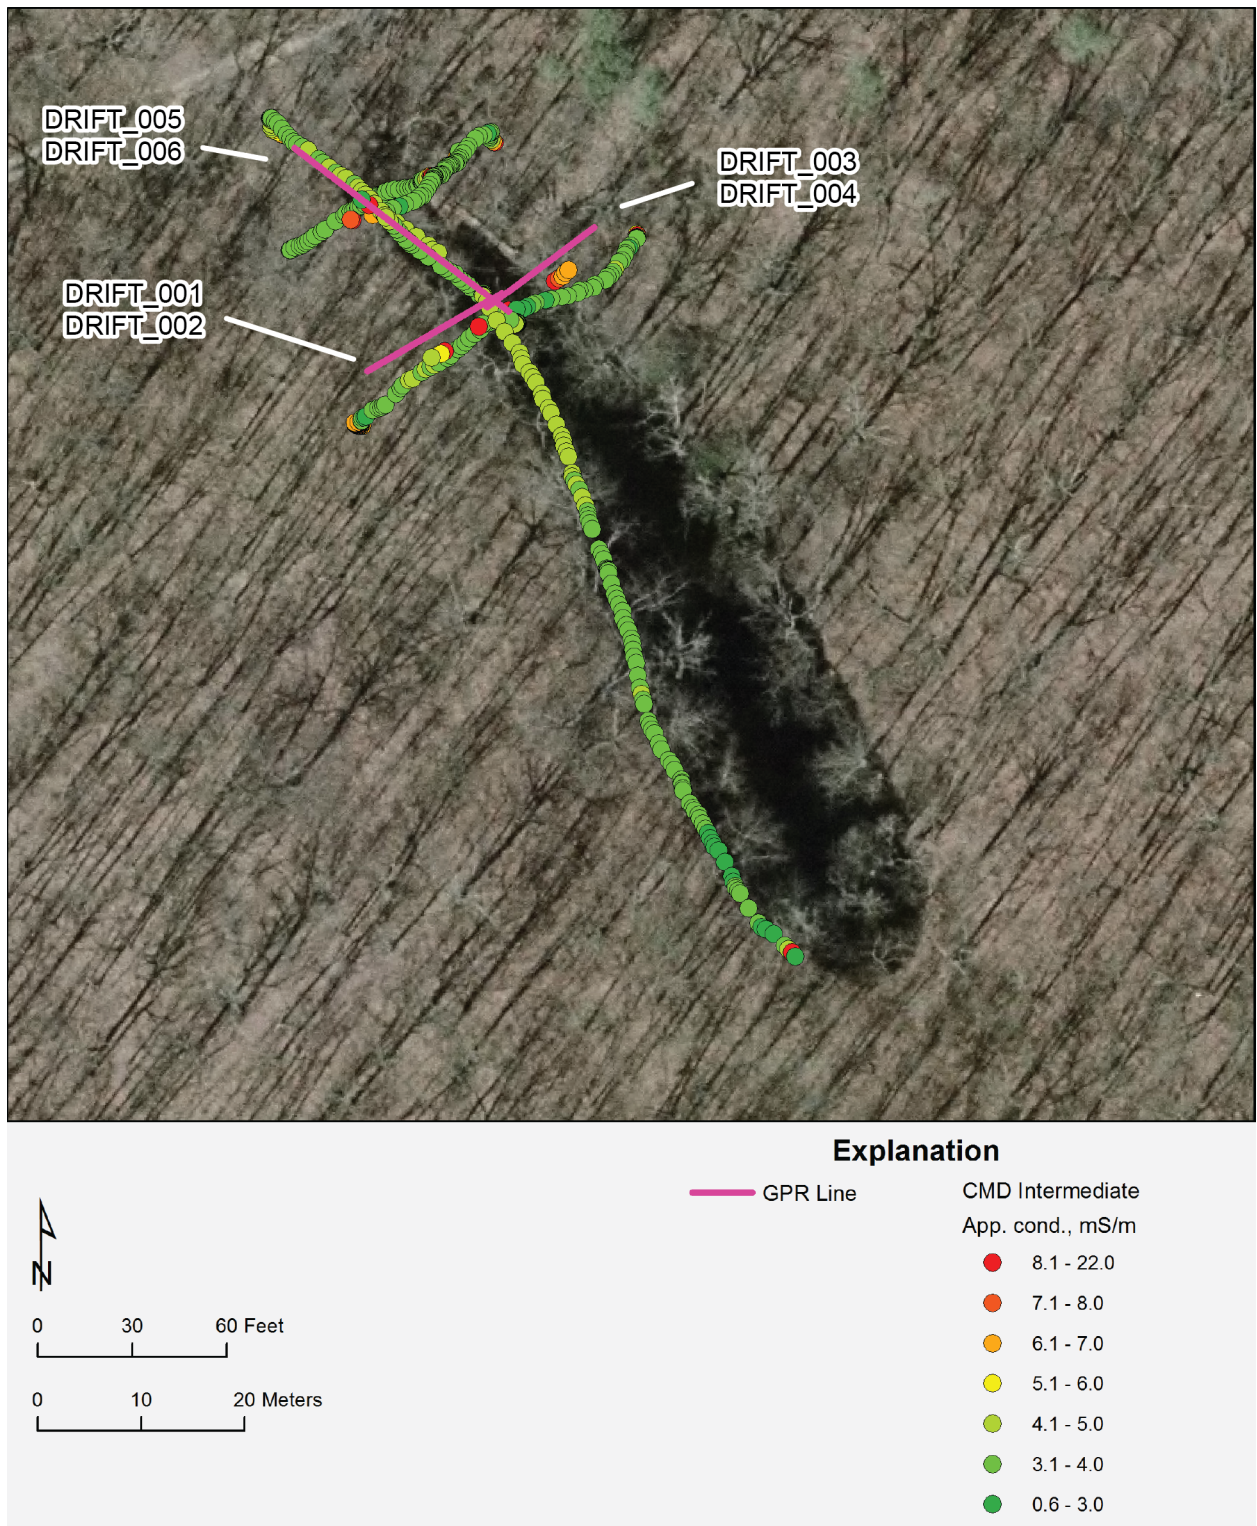 DRIFT_005
DRIFT_006
DRIFT_003
DRIFT_004
DRIFT_001
DRIFT_002
Explanation
GPR Line
CMD Intermediate
App. cond., mS/m
8.1 - 22.0
7.1 - 8.0
6.1 - 7.0
5.1 - 6.0
4.1 - 5.0
3.1 - 4.0
0.6 - 3.0
N
0 30 60 Feet
0 10 20 Meters